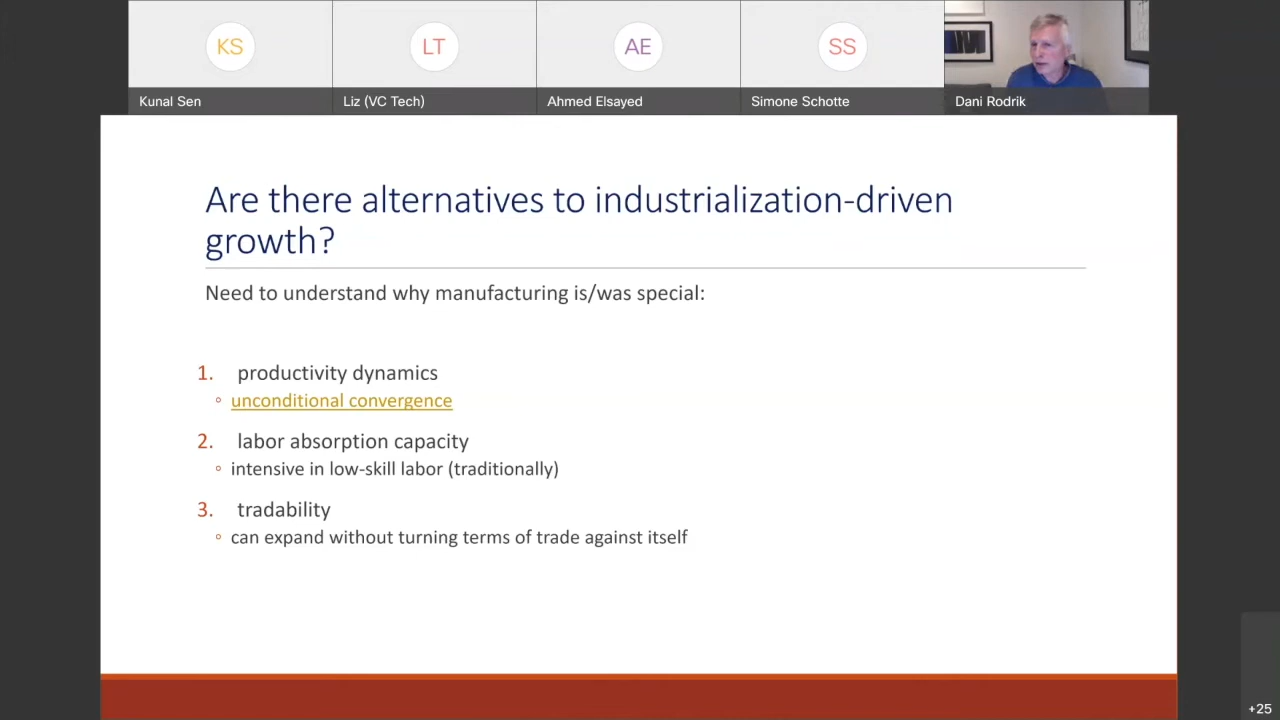 KS
LT
AE
SS
Kunal Sen
Liz (VC Tech)
Ahmed Elsayed
Simone Schotte
Dani Rodrik
Are there alternatives to industrialization-driven
growth?
Need to understand why manufacturing is/was special:
1. productivity dynamics
◦ unconditional convergence
2. labor absorption capacity
◦ intensive in low-skill labor (traditionally)
3. tradability
◦ can expand without turning terms of trade against itself
+25